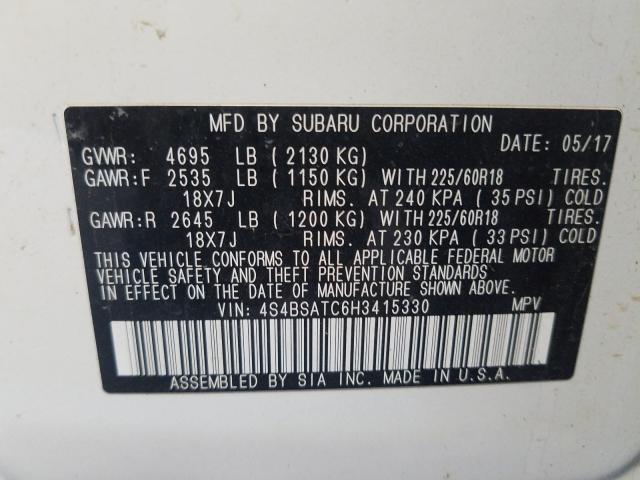 MFD BY SUBARU CORPORATION
DATE: 05/17
GVWR: 4695 LB (2130 KG)
GAWR:F 2535 LB (1150 KG) WITH 225/60R18 TIRES.
18X7J RIMS. AT 240 KPA (35 PSI) COLD
GAWR:R 2645 LB (1200 KG) WITH 225/60R18 TIRES.
18X7J RIMS. AT 230 KPA (33 PSI) COLD
THIS VEHICLE CONFORMS TO ALL APPLICABLE FEDERAL MOTOR
VEHICLE SAFETY AND THEFT PREVENTION STANDARDS
IN EFFECT ON THE DATE OF MANUFACTURE SHOWN ABOVE.
VIN: 4S4BSATC6H3415330 MPV
ASSEMBLED BY SIA INC. MADE IN U.S.A.